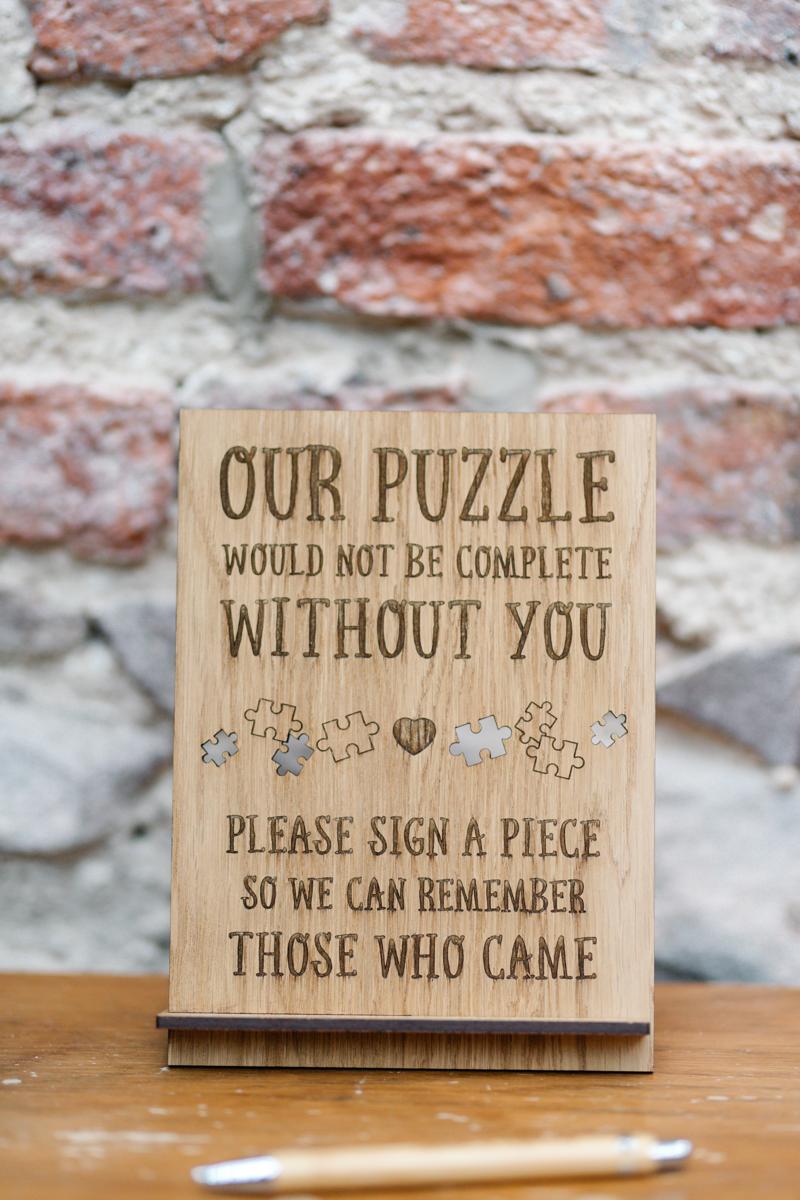 OUR PUZZLE
WOULD NOT BE COMPLETE
WITHOUT YOU
PLEASE SIGN A PIECE
SO WE CAN REMEMBER
THOSE WHO CAME